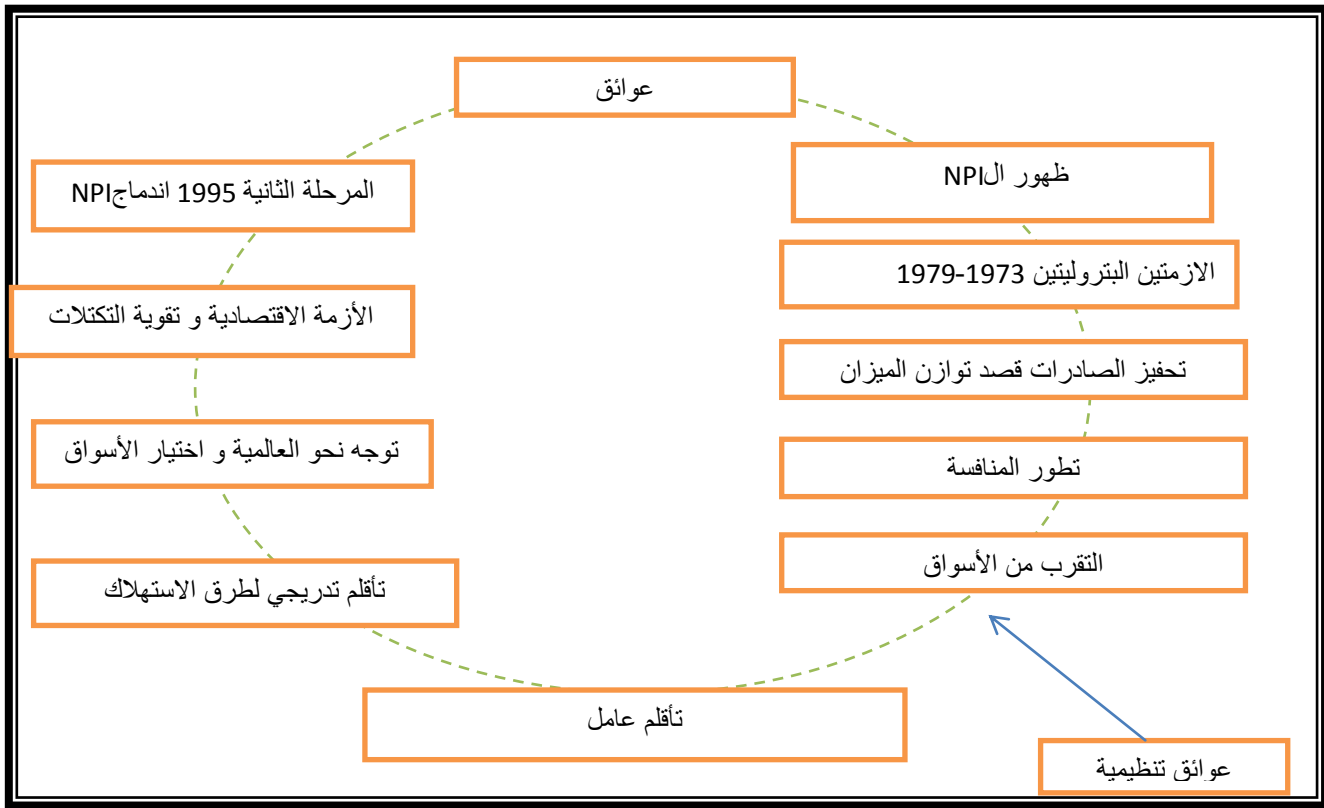 عوائق
ظهور الNPI
المرحلة الثانية 1995 اندماجNPI
الازمتين البتروليتين 1973-1979
الأزمة الاقتصادية و تقوية التكتلات
تحفيز الصادرات قصد توازن الميزان
توجه نحو العالمية و اختيار الأسواق
تطور المنافسة
التقرب من الأسواق
تأقلم تدريجي لطرق الاستهلاك
تأقلم عامل
عوائق تنظيمية